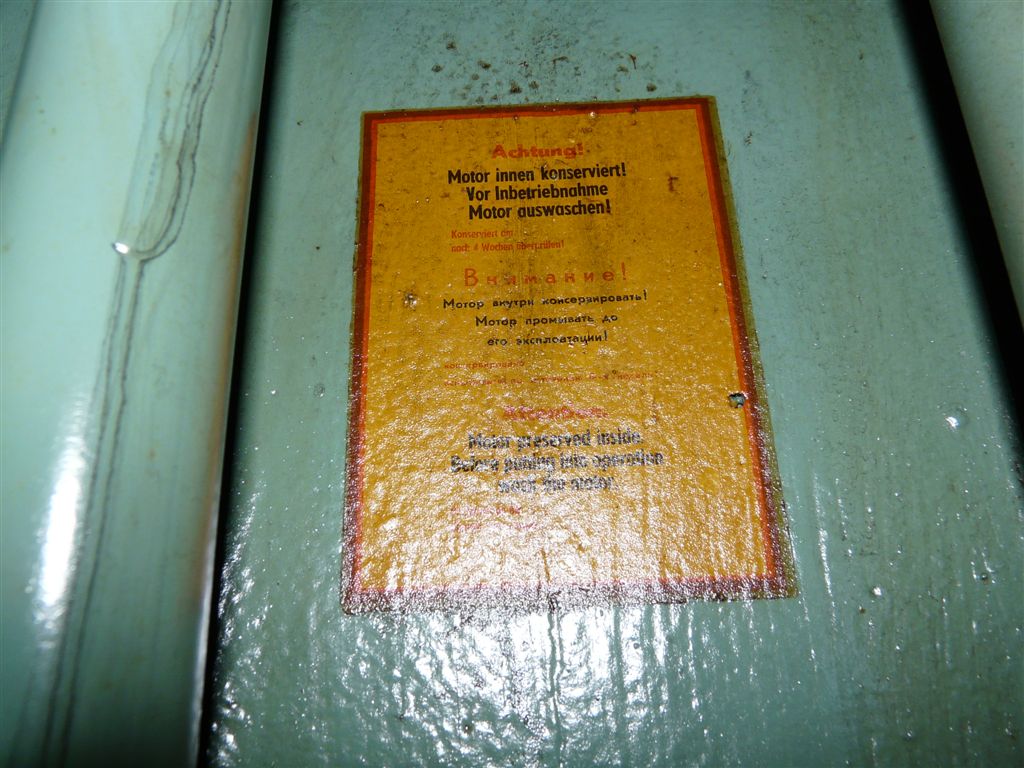 Achtung!
Motor innen konserviert!
Vor Inbetriebnahme
Motor auswaschen!
Konserviert am
nach 4 Wochen überprüfen!
Внимание!
Мотор внутри консервировать!
Мотор промывать до
его эксплоатации!
Motor preserved inside.
Before putting into operation
wash the motor.